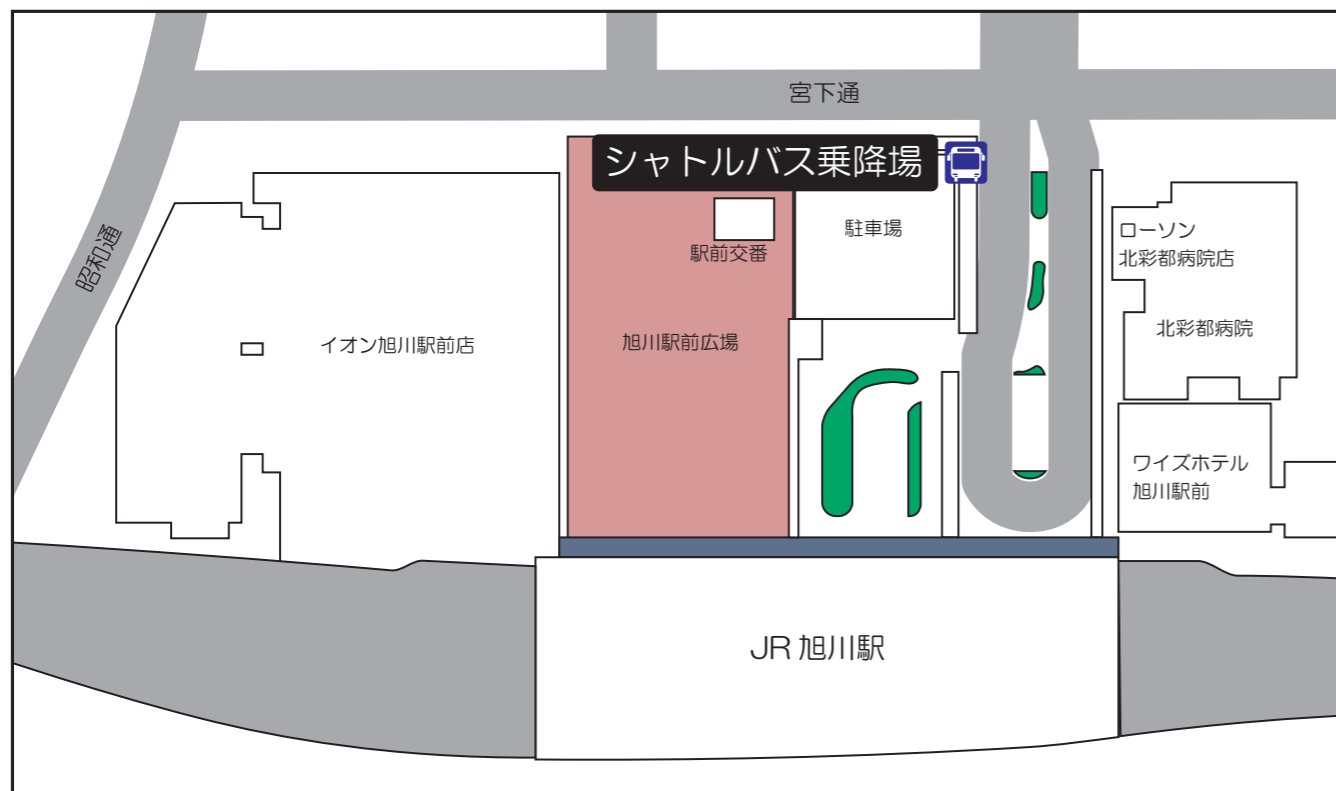 宮下通
シャトルバス乗降場
昭和通
駅前交番
駐車場
ローソン
北彩都病院店
北彩都病院
イオン旭川駅前店
旭川駅前広場
ワイズホテル
旭川駅前
JR 旭川駅